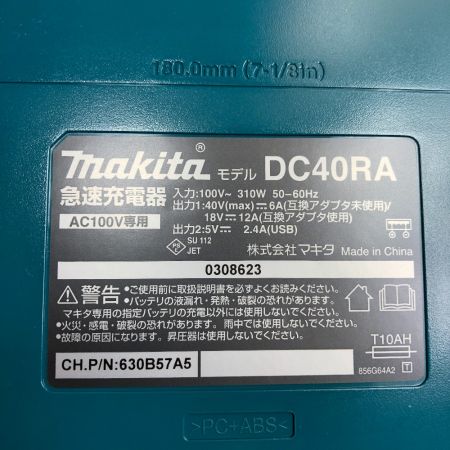 180.0mm (7-1/8in)
makita® モデル DC40RA
急速充電器
AC100V専用
入力:100V~ 310W 50-60Hz
出力1:40V(max)⎓6A(互換アダプタ未使用)/
18V⎓12A(互換アダプタ使用)
出力2:5V⎓ 2.4A(USB)
PS E
SU 112
JET
株式会社マキタ Made in China
0308623
⚠警告 •ご使用前に取扱説明書を必ずお読みください。
•バッテリの液漏れ・発熱・破裂の恐れがあります。
マキタ専用の指定バッテリの充電以外には使用しないでください。
•火災・感電・破裂の恐れがあります。雨中では使用しないでください。
•故障の原因になります。昇圧器は使用しないでください。
CH.P/N:630B57A5
T10AH
856G64A2 T
>PC+ABS<